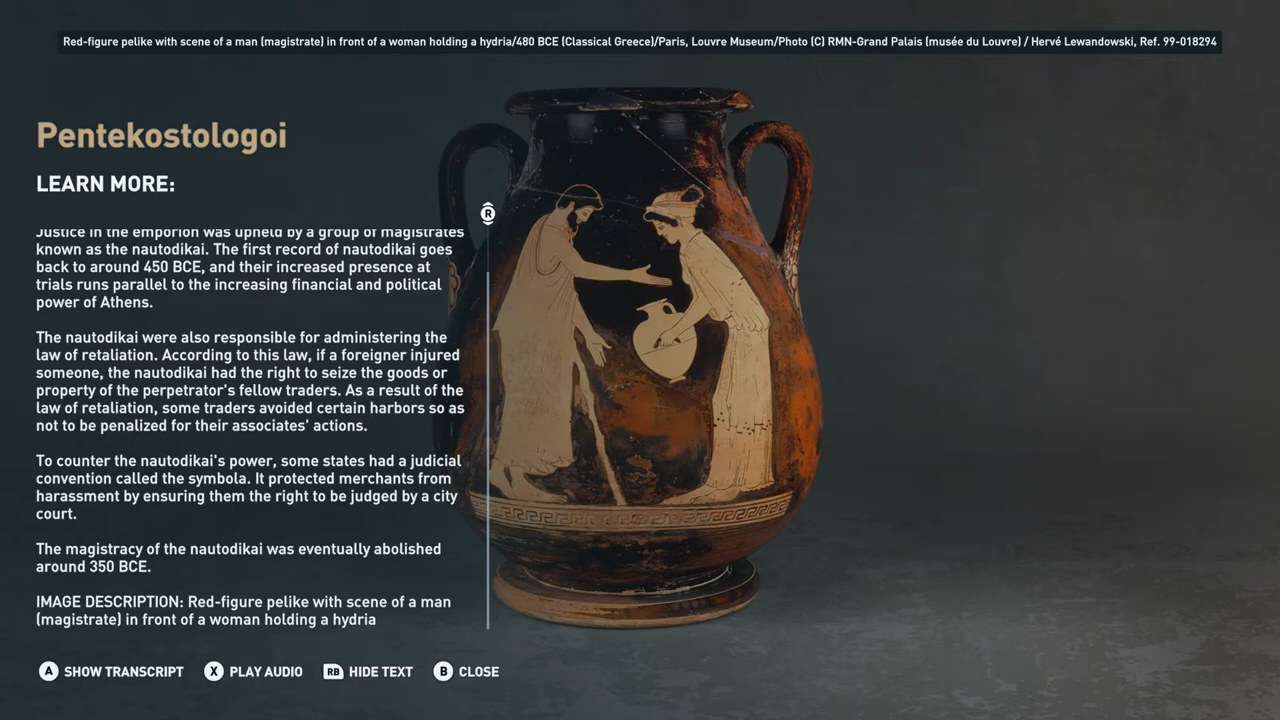 Red-figure pelike with scene of a man (magistrate) in front of a woman holding a hydria/480 BCE (Classical Greece)/Paris, Louvre Museum/Photo (C) RMN-Grand Palais (musée du Louvre) / Hervé Lewandowski, Ref. 99-018294
Pentekostologoi
LEARN MORE:
R
Justice in the emporion was upheld by a group of magistrates
known as the nautodikai. The first record of nautodikai goes
back to around 450 BCE, and their increased presence at
trials runs parallel to the increasing financial and political
power of Athens.
The nautodikai were also responsible for administering the
law of retaliation. According to this law, if a foreigner injured
someone, the nautodikai had the right to seize the goods or
property of the perpetrator's fellow traders. As a result of the
law of retaliation, some traders avoided certain harbors so as
not to be penalized for their associates' actions.
To counter the nautodikai's power, some states had a judicial
convention called the symbola. It protected merchants from
harassment by ensuring them the right to be judged by a city
court.
The magistracy of the nautodikai was eventually abolished
around 350 BCE.
IMAGE DESCRIPTION: Red-figure pelike with scene of a man
(magistrate) in front of a woman holding a hydria
A SHOW TRANSCRIPT X PLAY AUDIO RB HIDE TEXT B CLOSE